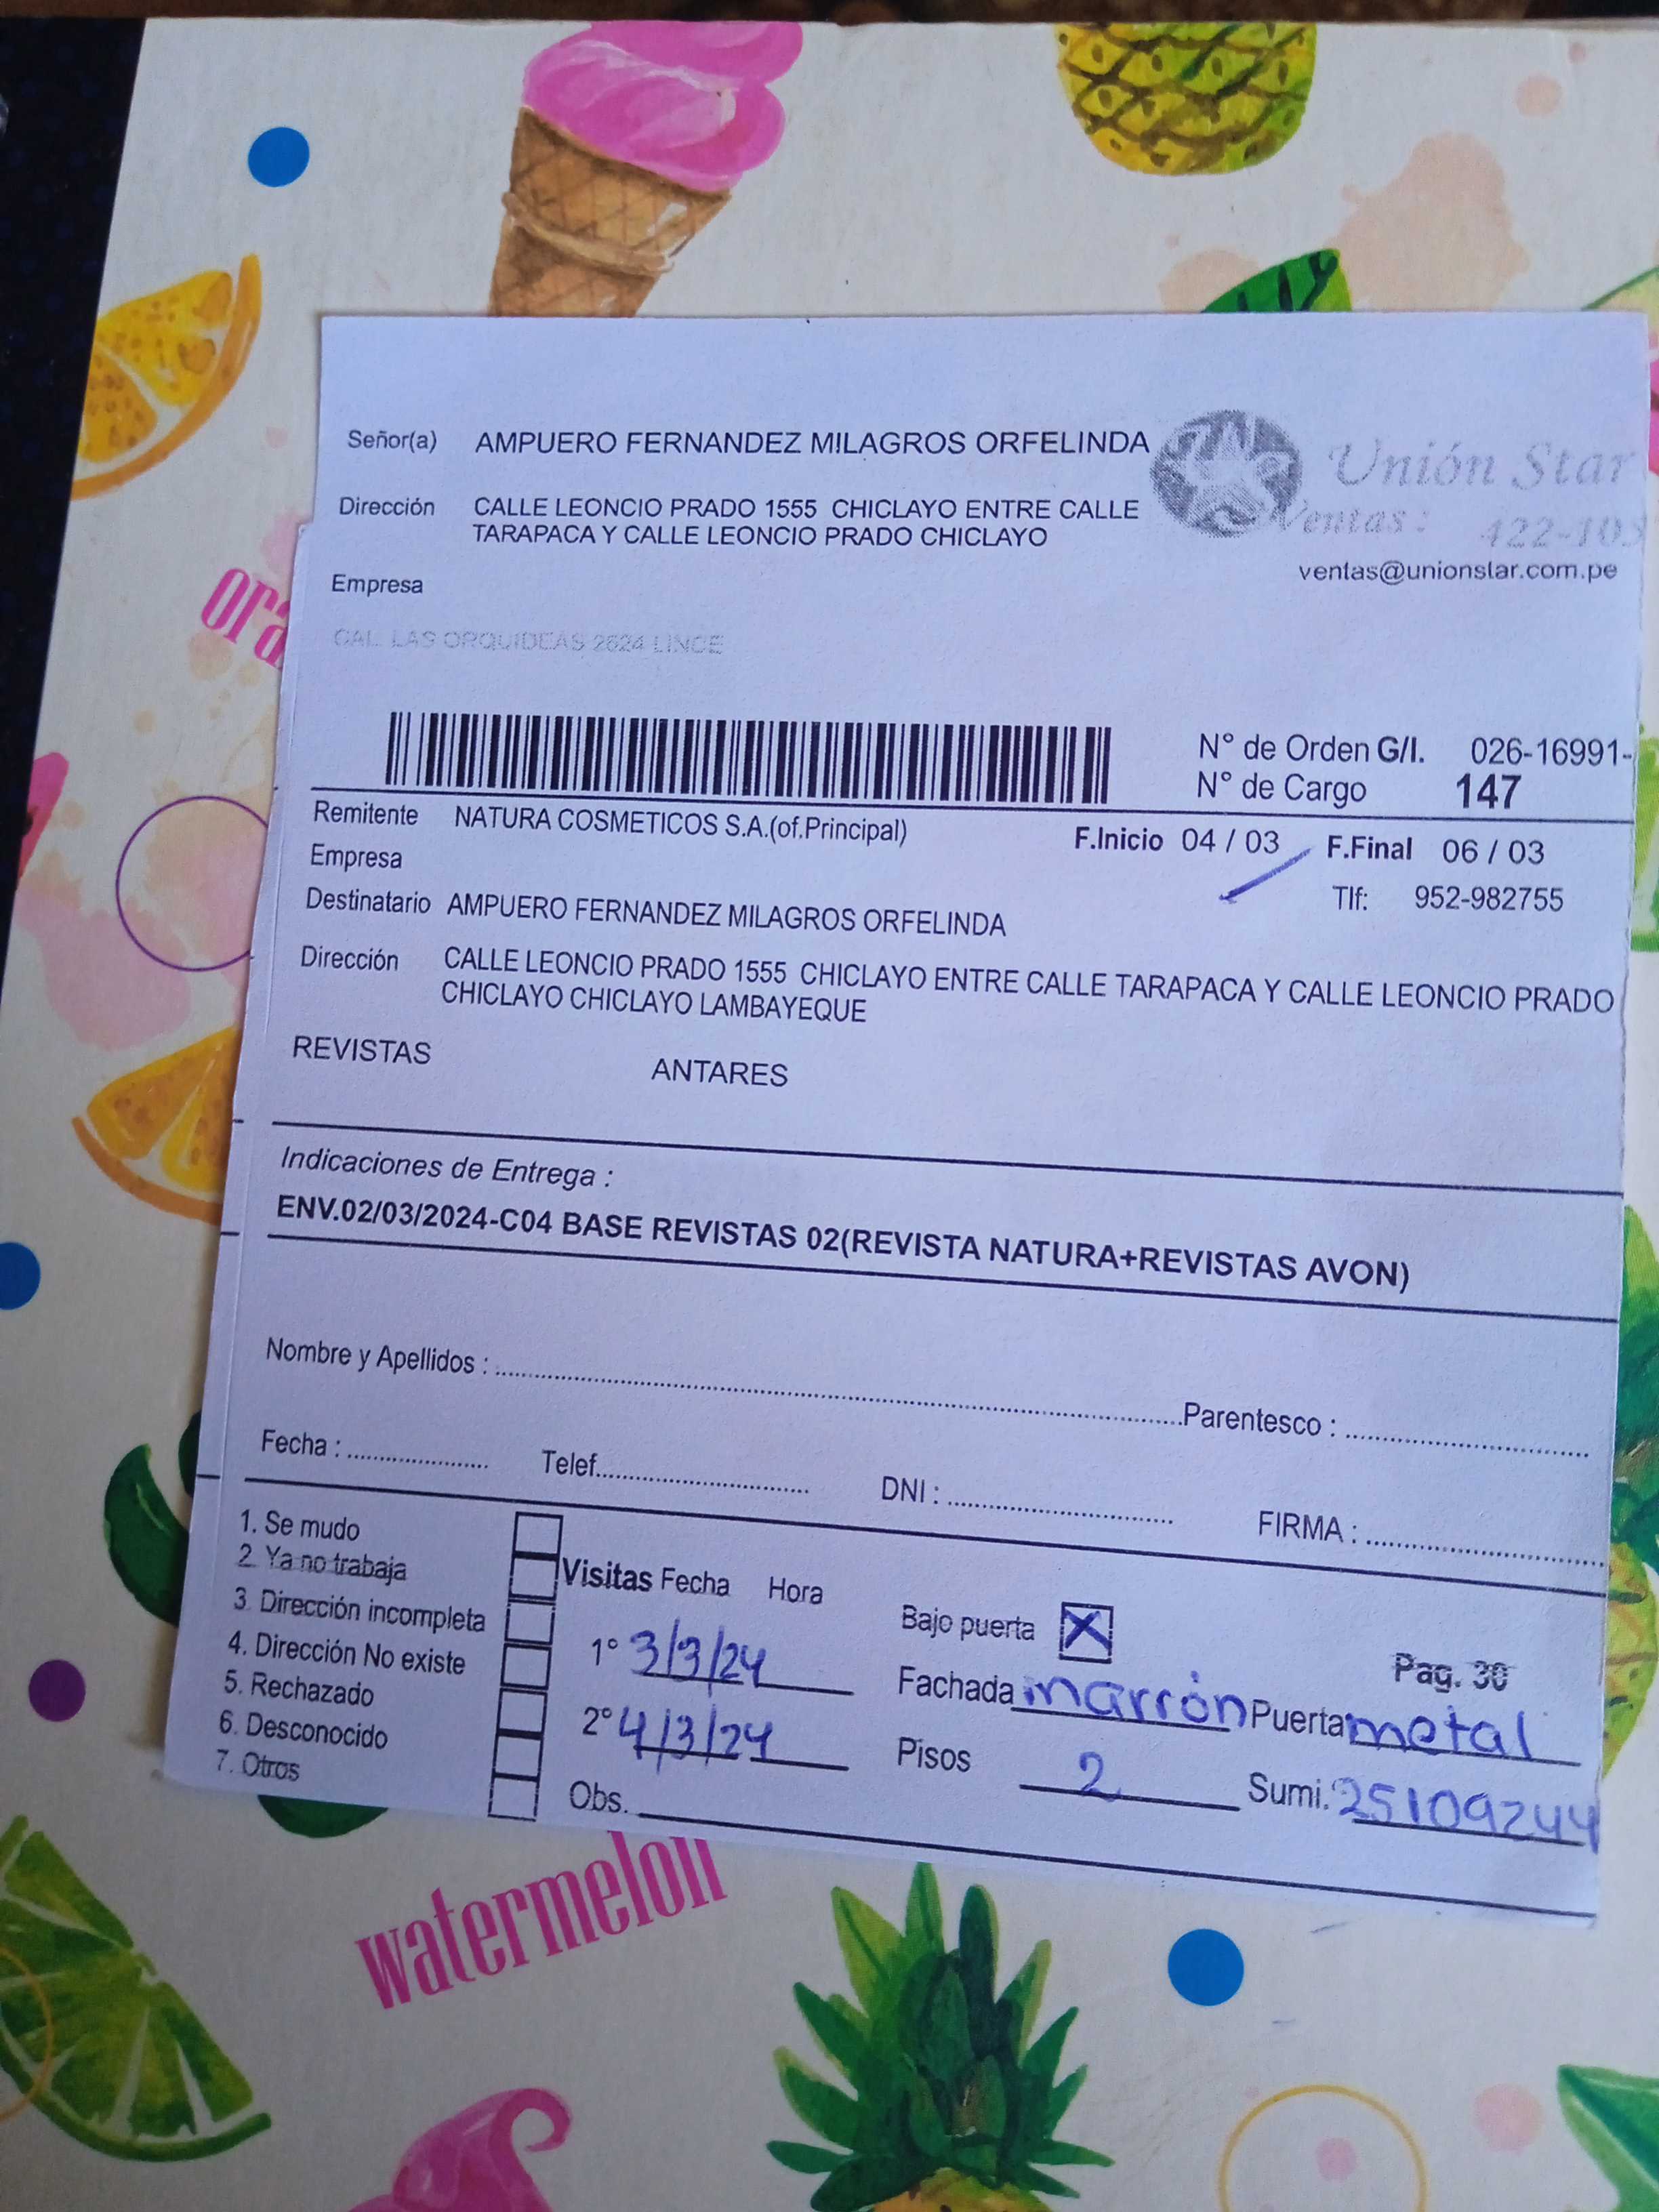 Señor(a) AMPUERO FERNANDEZ MILAGROS ORFELINDA
Unión Star
Dirección CALLE LEONCIO PRADO 1555 CHICLAYO ENTRE CALLE
TARAPACA Y CALLE LEONCIO PRADO CHICLAYO
Ventas: 422-103
ventas@unionstar.com.pe
Empresa
ora
CAL. LAS ORQUIDEAS 2624 LINCE
N° de Orden G/I. 026-16991-
N° de Cargo 147
Remitente NATURA COSMETICOS S.A.(of.Principal)
F.Inicio 04 / 03 F.Final 06 / 03
Empresa
Tlf: 952-982755
Destinatario AMPUERO FERNANDEZ MILAGROS ORFELINDA
Dirección CALLE LEONCIO PRADO 1555 CHICLAYO ENTRE CALLE TARAPACA Y CALLE LEONCIO PRADO
CHICLAYO CHICLAYO LAMBAYEQUE
REVISTAS ANTARES
Indicaciones de Entrega :
ENV.02/03/2024-C04 BASE REVISTAS 02(REVISTA NATURA+REVISTAS AVON)
Nombre y Apellidos : Parentesco :
Fecha : Telef. DNI : FIRMA :
1. Se mudo
2. Ya no trabaja
3. Dirección incompleta
4. Dirección No existe
5. Rechazado
6. Desconocido
7. Otros
Visitas Fecha Hora
1° 3/3/24
2° 4/3/24
Obs.
Bajo puerta X
Pag. 30
Fachada marrón Puerta metal
Pisos 2 Sumi. 25109244
watermelon